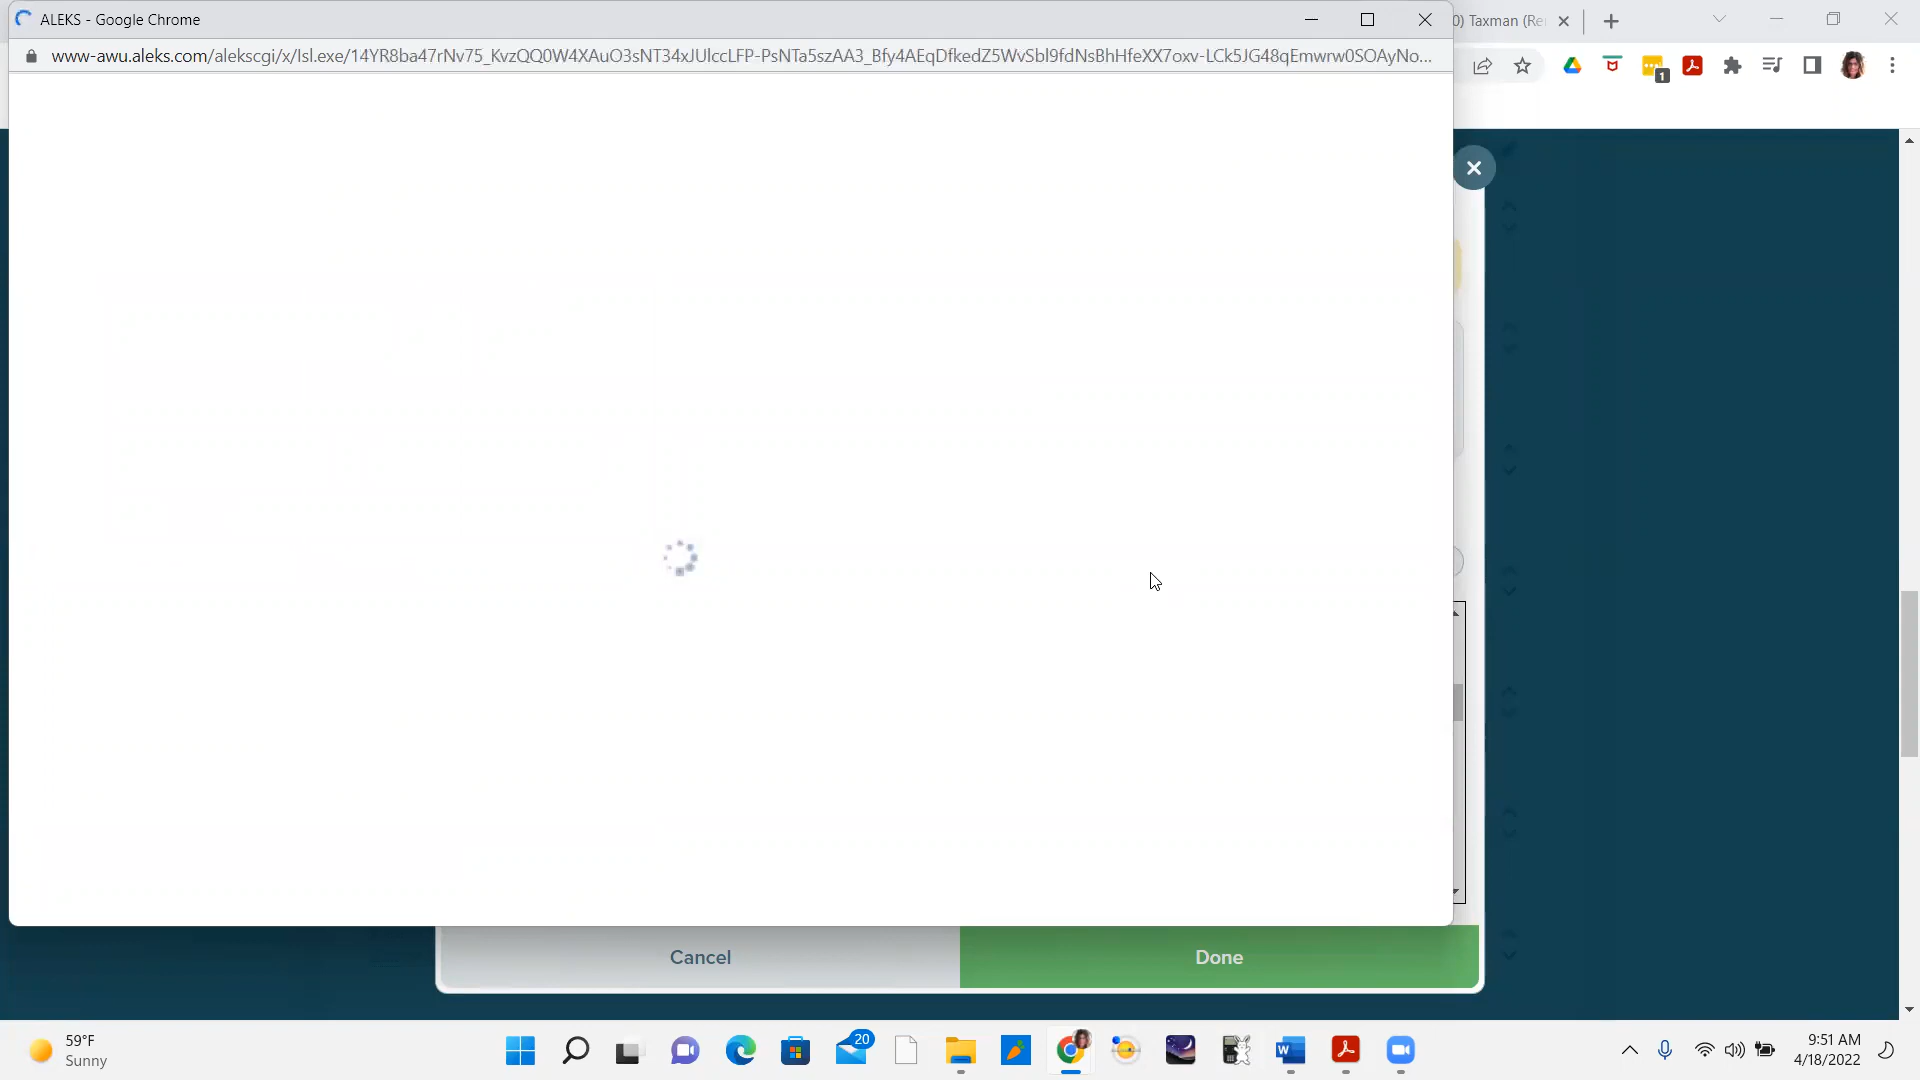 ALEKS - Google Chrome
0) Taxman (Re
www-awu.aleks.com/alekscgi/x/Isl.exe/14YR8ba47rNv75_KvzQQ0W4XAuO3sNT34xJUlccLFP-PsNTa5szAA3_Bfy4AEqDfkedZ5WvSbl9fdNsBhHfeXX7oxv-LCk5JG48qEmwrw0SOAyNo...
1
Cancel
Done
59°F
Sunny
20
9:51 AM
4/18/2022